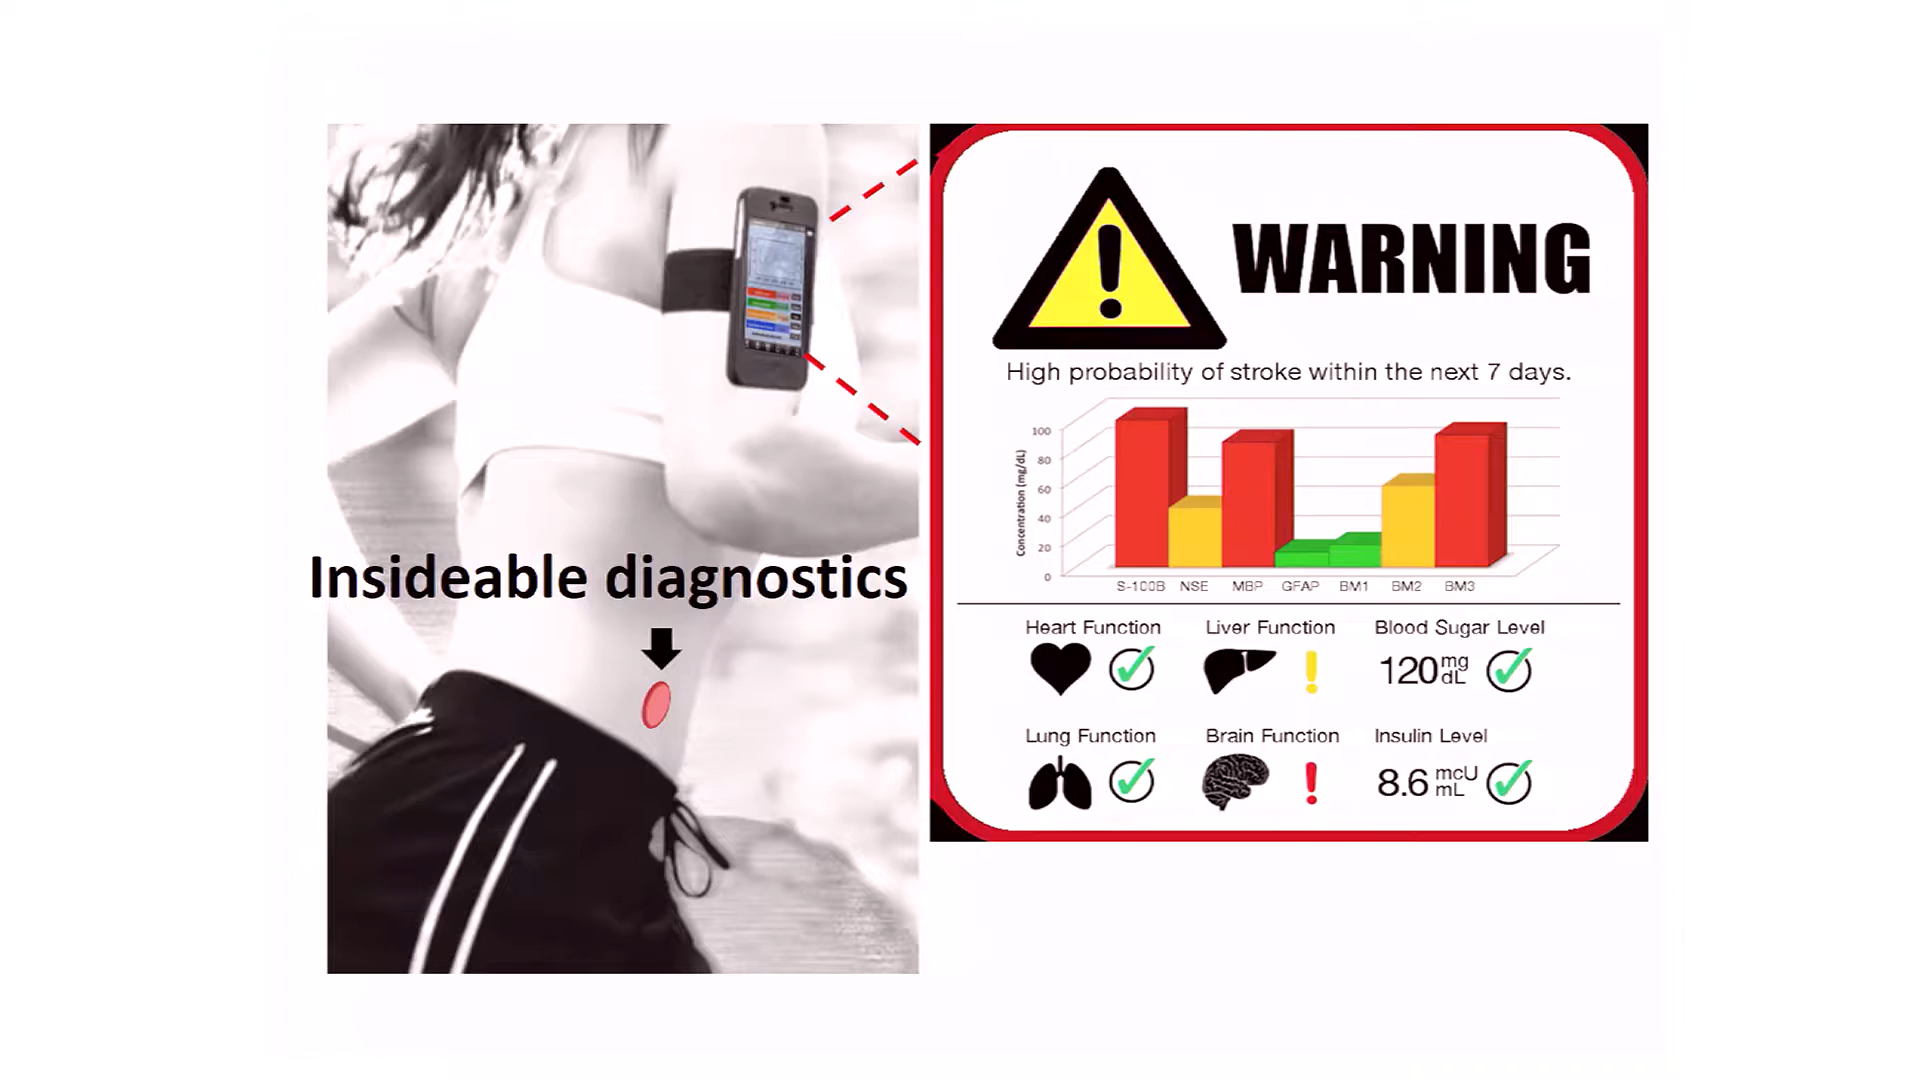 Insideable diagnostics
WARNING
High probability of stroke within the next 7 days.
Concentration (mg/dL)
100
80
60
40
20
0
S-100B NSE MBP GFAP BM1 BM2 BM3
Heart Function Liver Function Blood Sugar Level
120 mg
dL
Lung Function Brain Function Insulin Level
8.6 mcU
mL